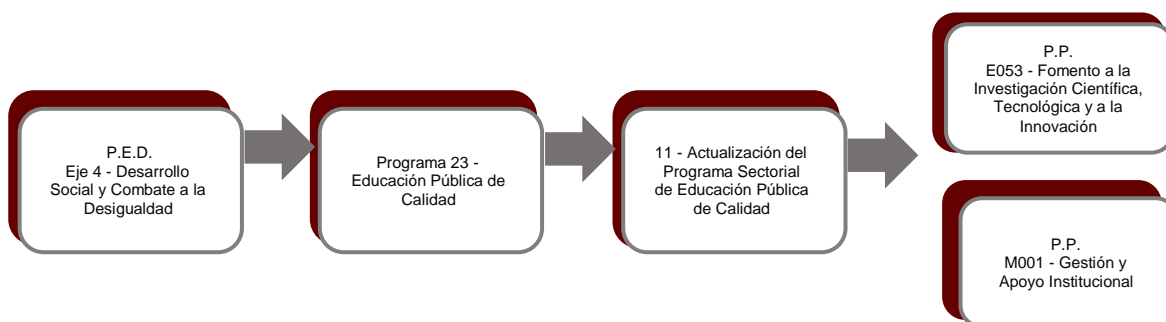 P.E.D.
Eje 4 - Desarrollo
Social y Combate a la
Desigualdad
Programa 23 -
Educación Pública de
Calidad
11 - Actualización del
Programa Sectorial
de Educación Pública
de Calidad
P.P.
E053 - Fomento a la
Investigación Científica,
Tecnológica y a la
Innovación
P.P.
M001 - Gestión y
Apoyo Institucional